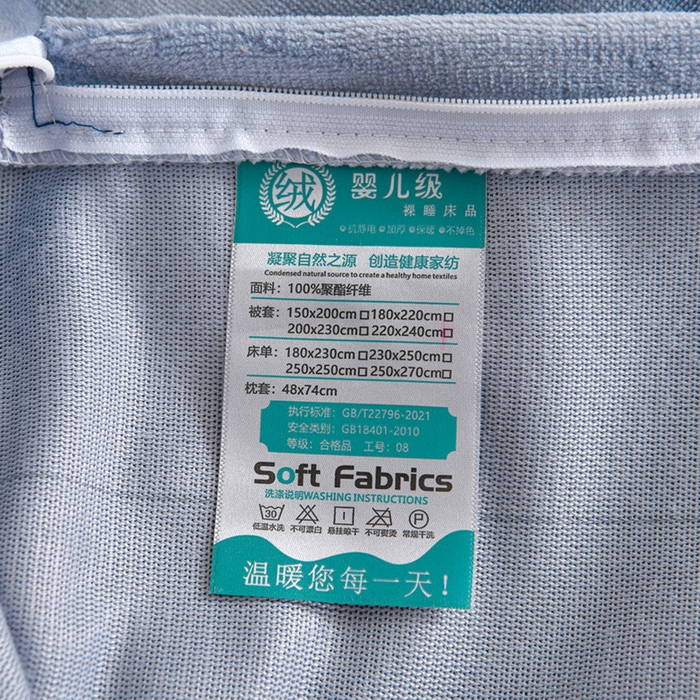 绒 婴儿级
裸睡床品
抗静电 加厚 保暖 不掉色
凝聚自然之源 创造健康家纺
Condensed natural source to create a healthy home textiles
面料：100%聚酯纤维
被套：150x200cm□180x220cm□
200x230cm□220x240cm□
床单：180x230cm□230x250cm□
250x250cm□250x270cm□
枕套：48x74cm
执行标准：GB/T22796-2021
安全类别：GB18401-2010
等级：合格品 工号：08
Soft Fabrics
洗涤说明WASHING INSTRUCTIONS
30 P
低温水洗 不可漂白 悬挂晾干 不可熨烫 常规干洗
温暖您每一天！